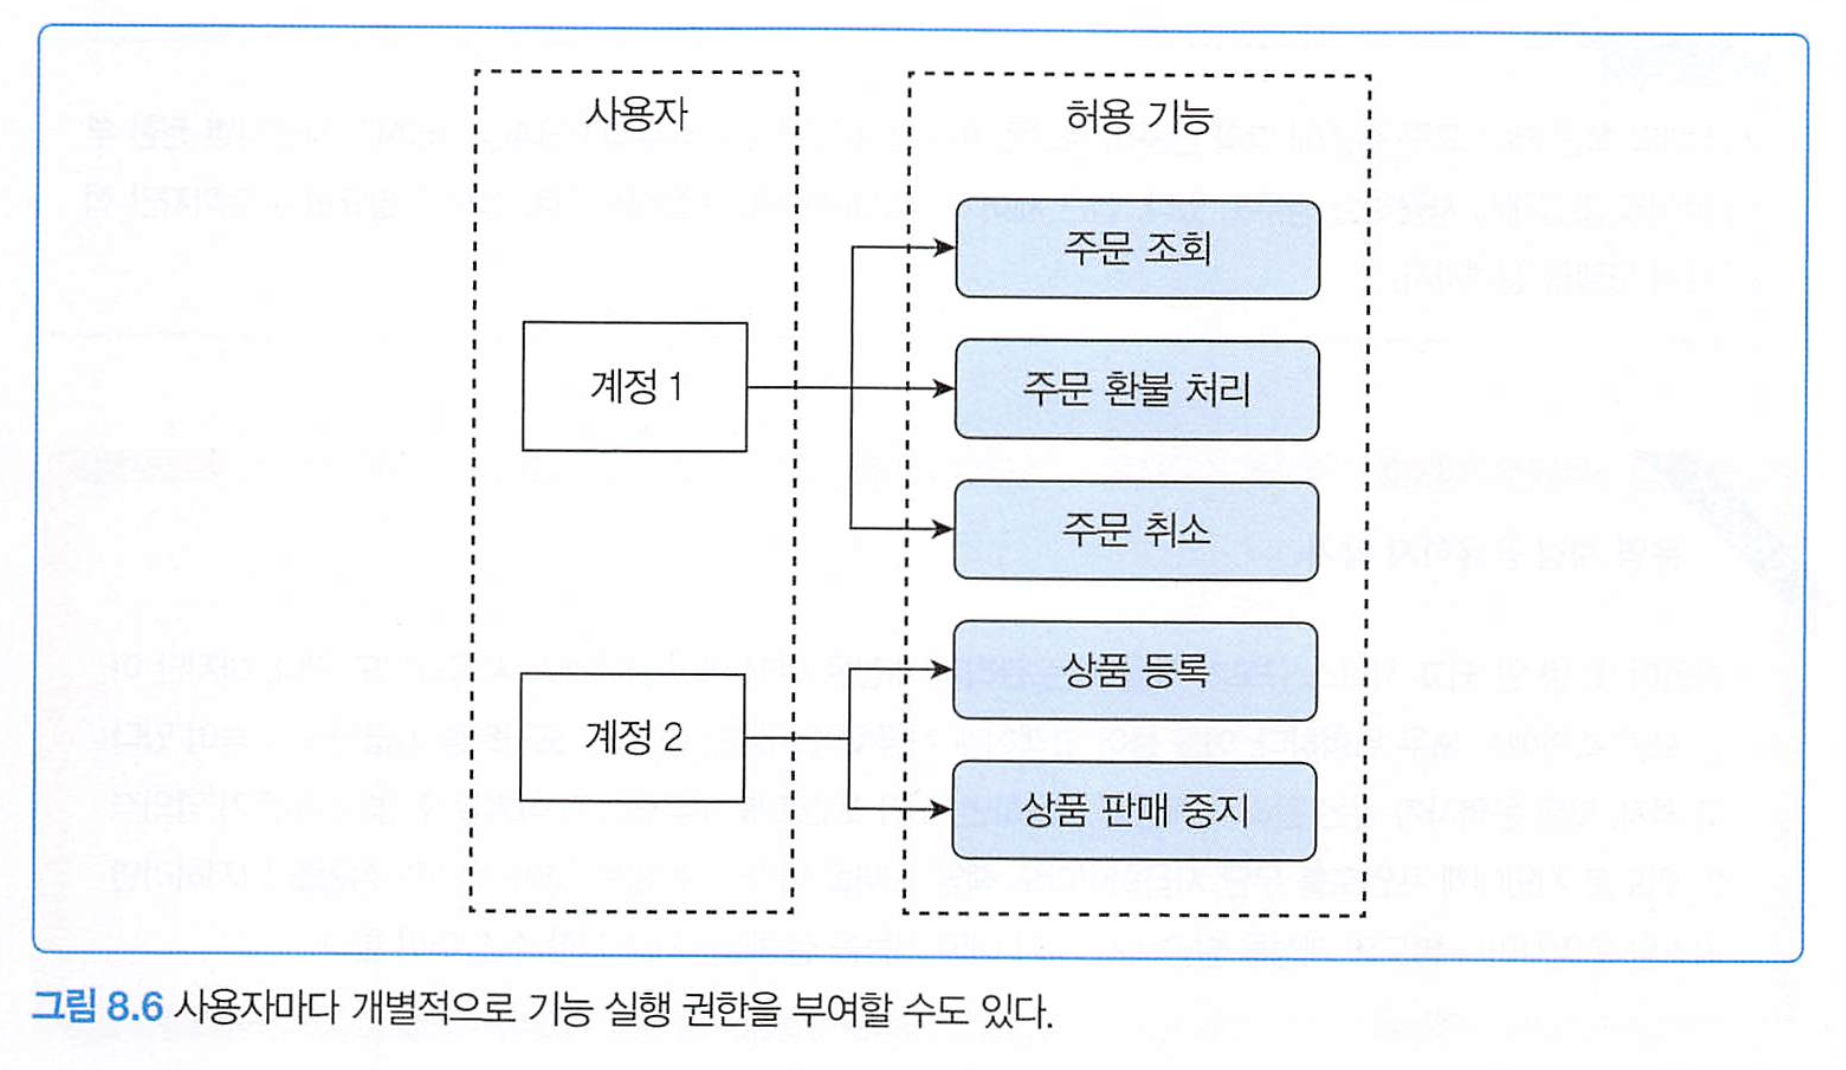 사용자
허용 기능
주문 조회
계정 1
주문 환불 처리
주문 취소
상품 등록
계정 2
상품 판매 중지
그림 8.6 사용자마다 개별적으로 기능 실행 권한을 부여할 수도 있다.